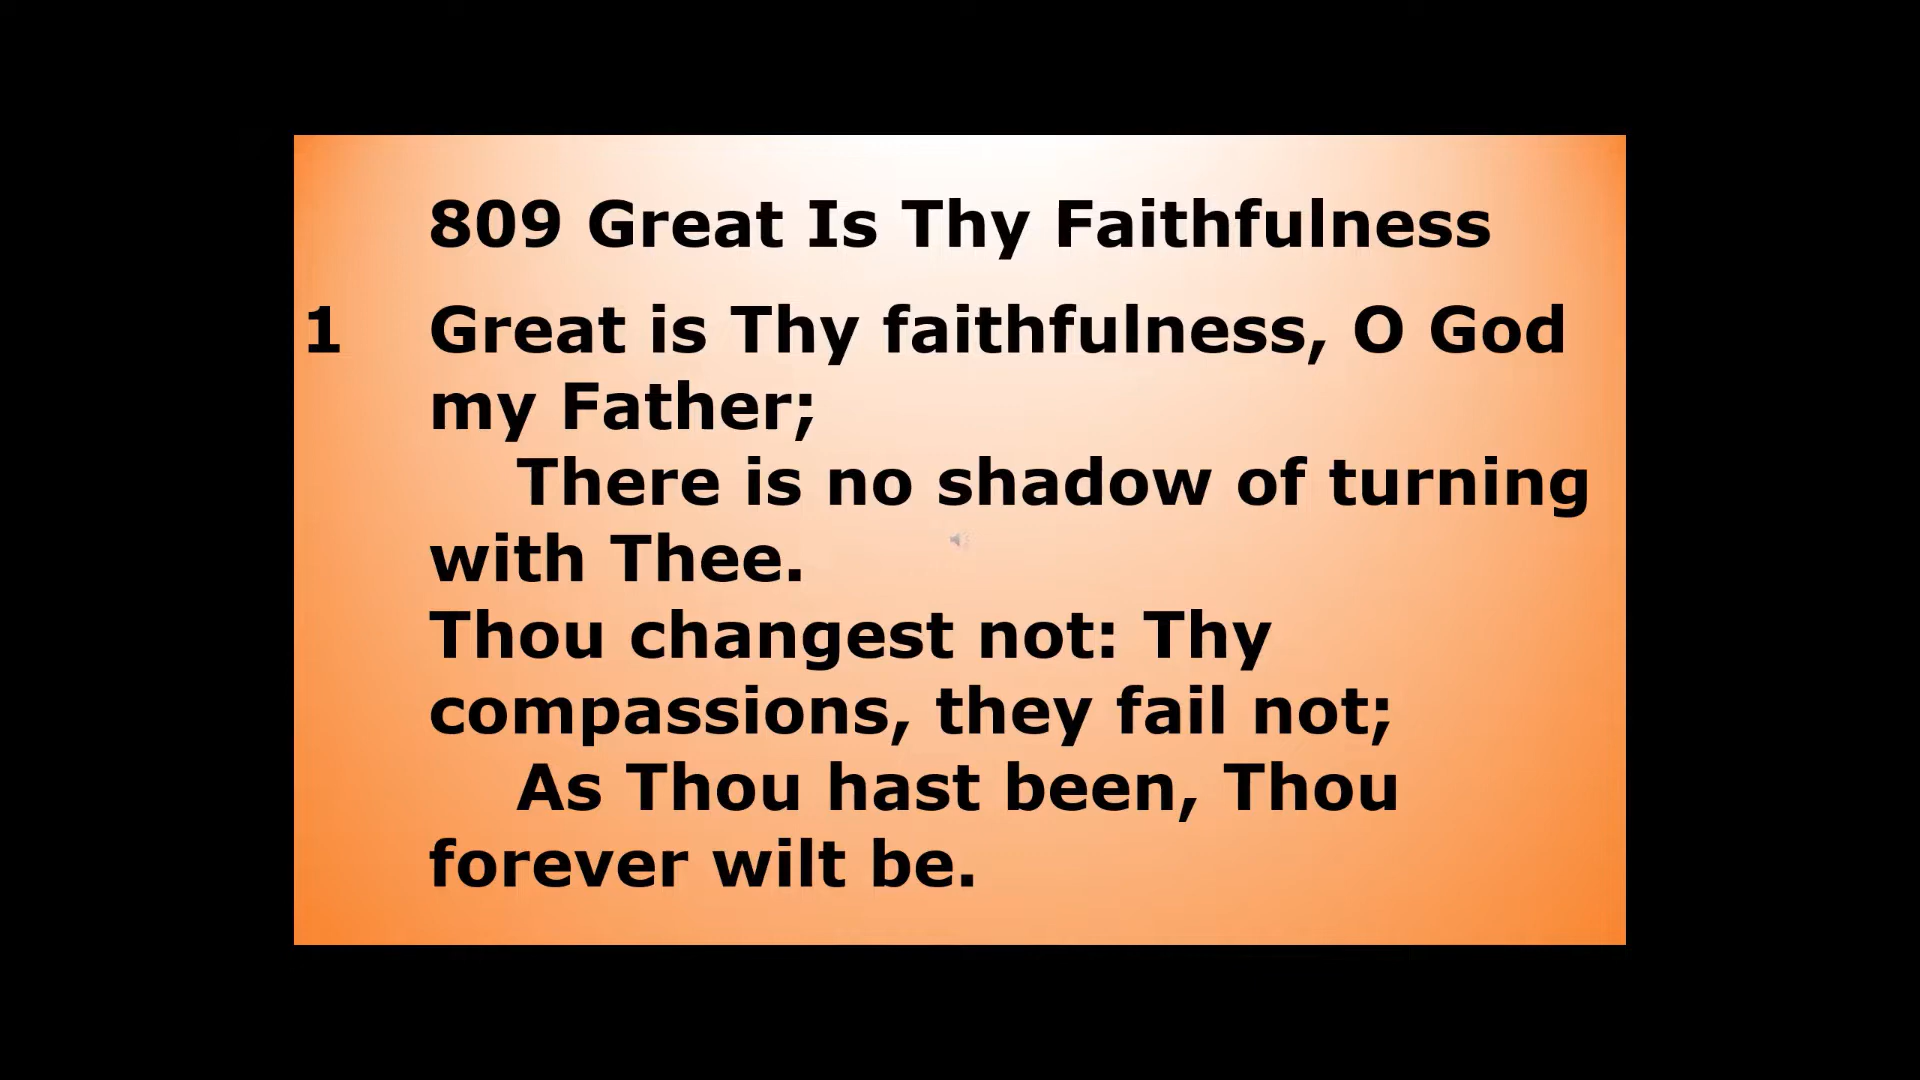 809 Great Is Thy Faithfulness
1 Great is Thy faithfulness, O God
my Father;
There is no shadow of turning
with Thee.
Thou changest not: Thy
compassions, they fail not;
As Thou hast been, Thou
forever wilt be.